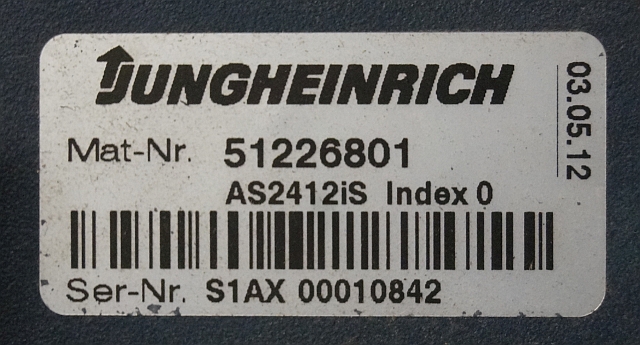 JUNGHEINRICH
Mat-Nr. 51226801
AS2412iS Index 0
Ser-Nr. S1AX 00010842
03.05.12